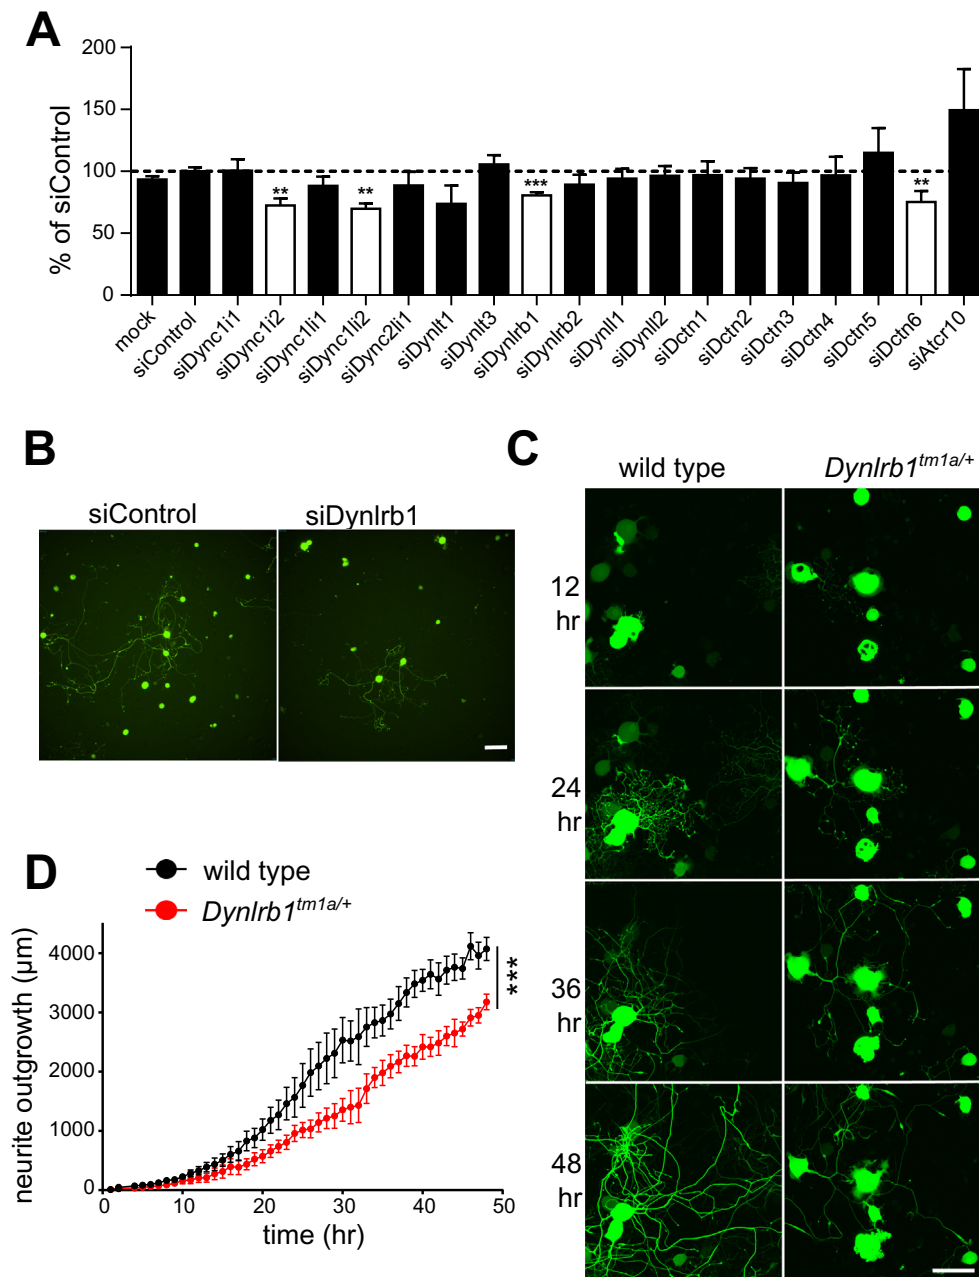 A
200
150
100
50
0
% of siControl
** ** *** **
mock
siControl
siDync1i1
siDync1i2
siDync1li1
siDync1li2
siDync2li1
siDynlt1
siDynlt3
siDynlrb1
siDynlrb2
siDynll1
siDynll2
siDctn1
siDctn2
siDctn3
siDctn4
siDctn5
siDctn6
siAtcr10
B
siControl siDynlrb1
C
wild type Dynlrb1tm1a/+
12
hr
24
hr
36
hr
48
hr
D
wild type
Dynlrb1tm1a/+
neurite outgrowth (μm)
4000
3000
2000
1000
0
***
0 10 20 30 40 50
time (hr)